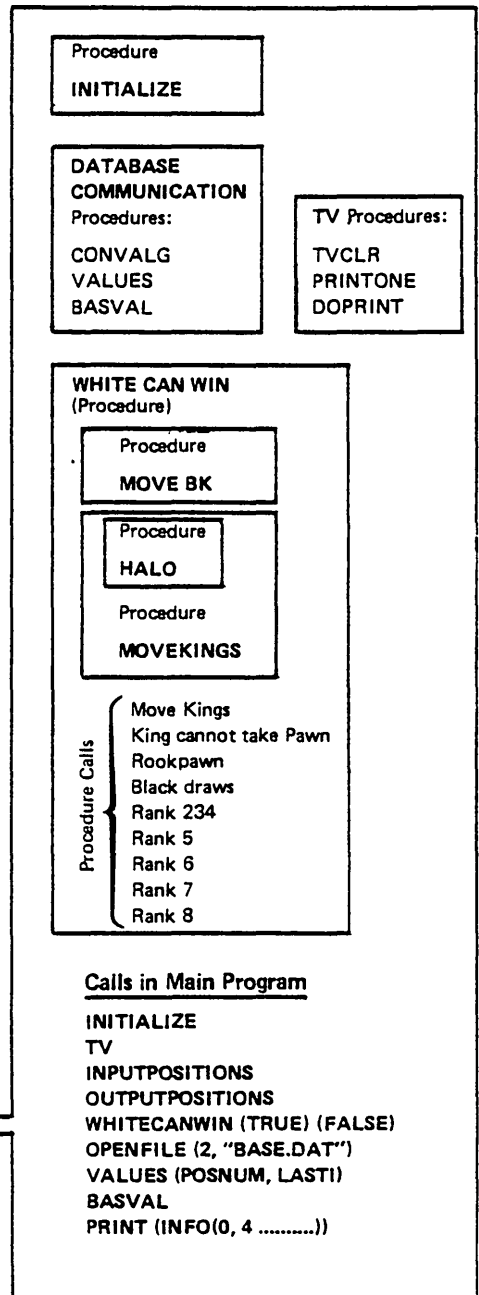 Procedure
INITIALIZE
DATABASE
COMMUNICATION
Procedures:
CONVALG
VALUES
BASVAL
TV Procedures:
TVCLR
PRINTONE
DOPRINT
WHITE CAN WIN
(Procedure)
Procedure
MOVE BK
Procedure
HALO
Procedure
MOVEKINGS
Procedure Calls
Move Kings
King cannot take Pawn
Rookpawn
Black draws
Rank 234
Rank 5
Rank 6
Rank 7
Rank 8
Calls in Main Program
INITIALIZE
TV
INPUTPOSITIONS
OUTPUTPOSITIONS
WHITECANWIN (TRUE) (FALSE)
OPENFILE (2, "BASE.DAT")
VALUES (POSNUM, LASTI)
BASVAL
PRINT (INFO(0, 4 ..........))